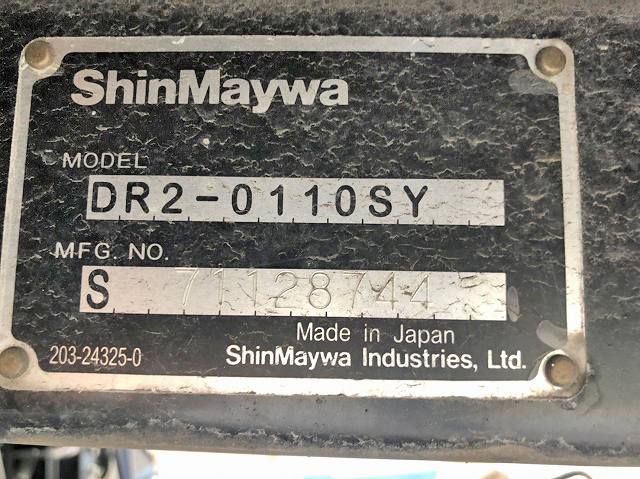 ShinMaywa
MODEL
DR2-0110SY
MFG. NO.
S 71128744
Made in Japan
203-24325-0 ShinMaywa Industries, Ltd.